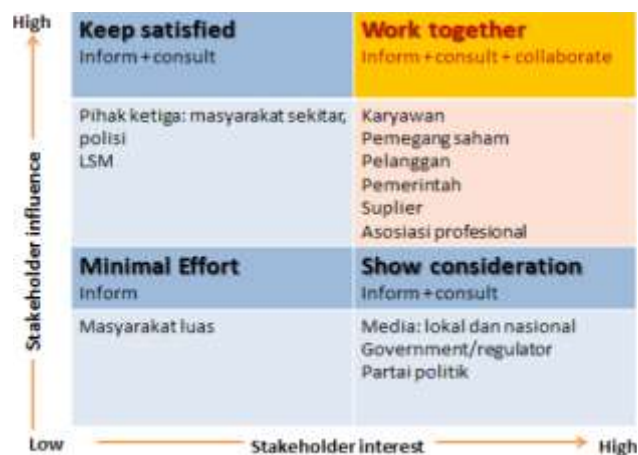 High
Keep satisfied
Inform + consult
Work together
Inform + consult + collaborate
Pihak ketiga: masyarakat sekitar,
polisi
LSM
Karyawan
Pemegang saham
Pelanggan
Pemerintah
Suplier
Asosiasi profesional
Stakeholder influence
Minimal Effort
Inform
Show consideration
Inform + consult
Masyarakat luas
Media: lokal dan nasional
Government/regulator
Partai politik
Low
Stakeholder interest
High